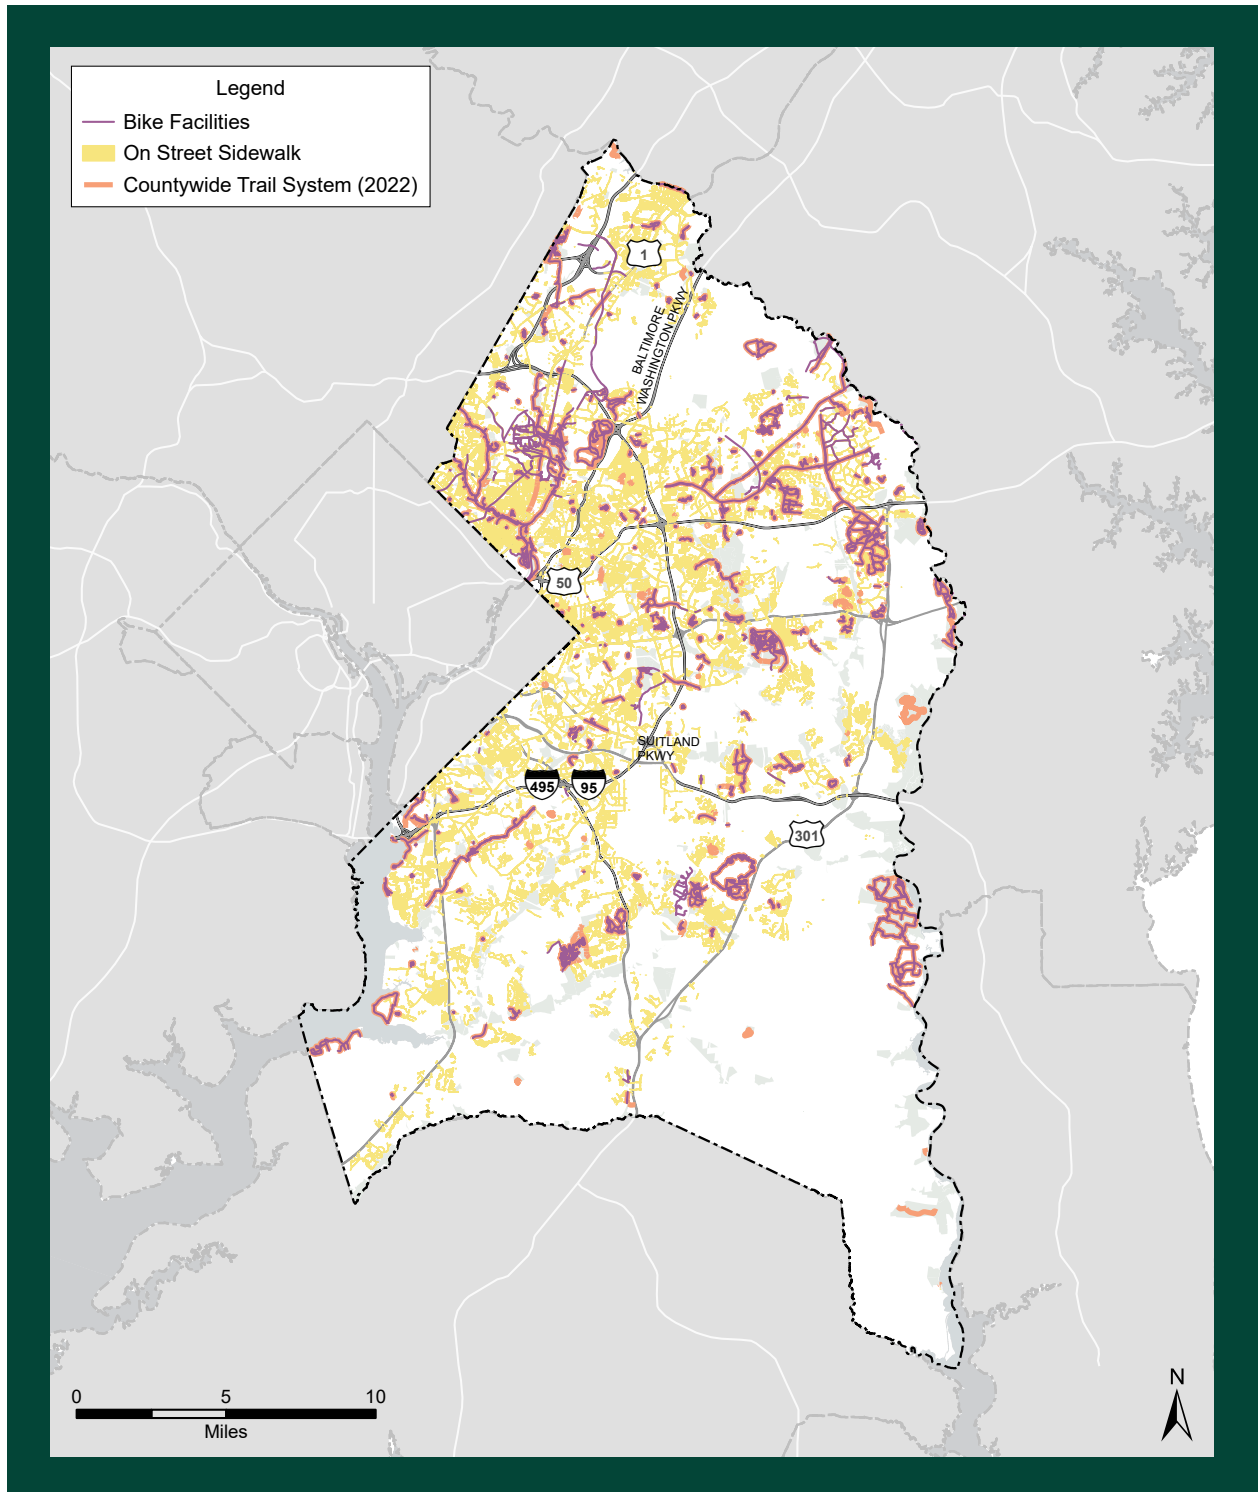 Legend
Bike Facilities
On Street Sidewalk
Countywide Trail System (2022)
1
BALTIMORE
WASHINGTON PKWY
50
SUITLAND
PKWY
495
95
301
0 5 10
Miles
N